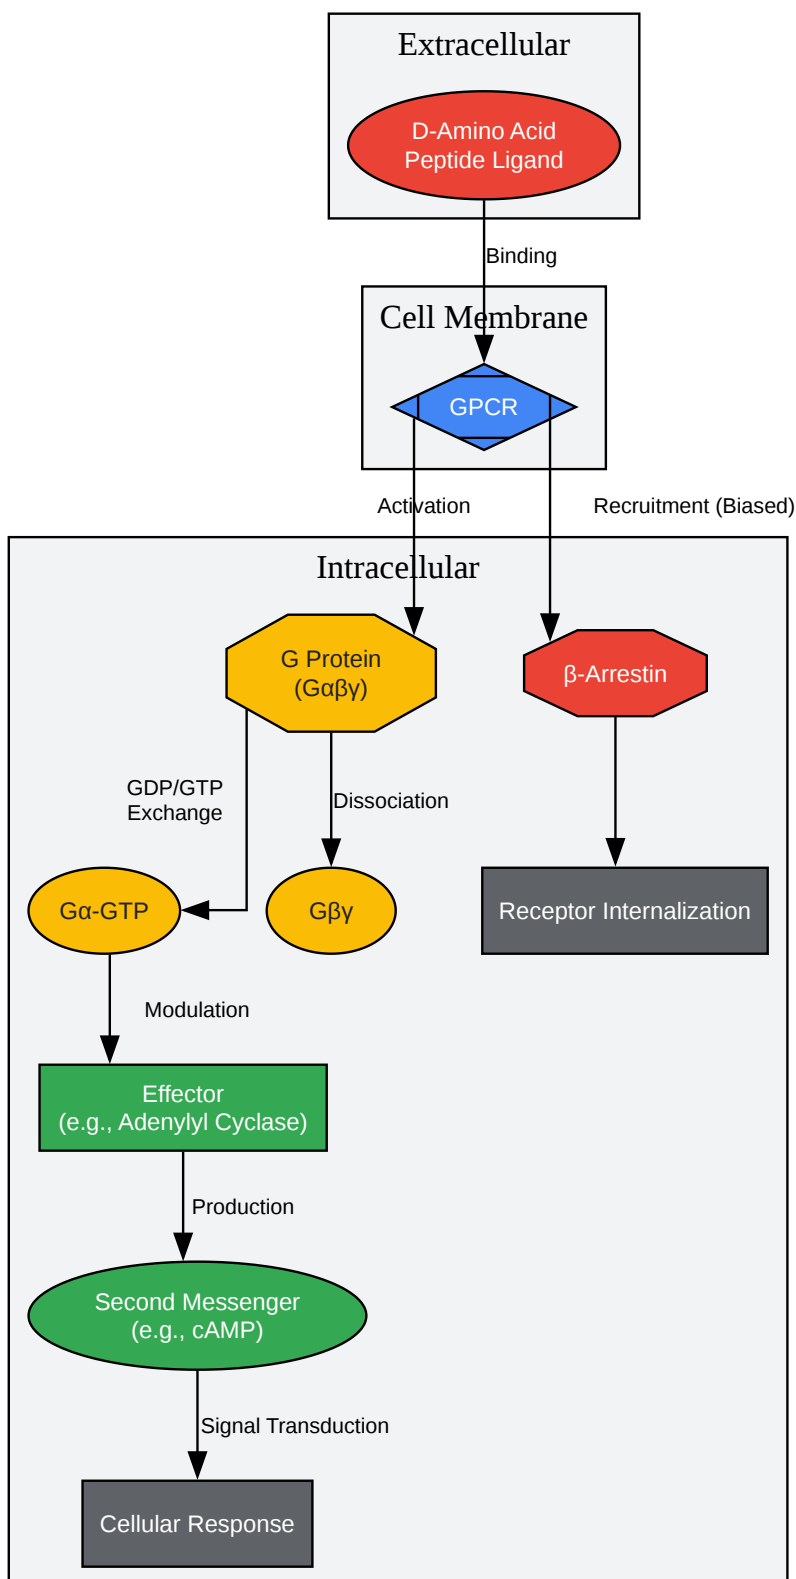 Extracellular
D-Amino Acid
Peptide Ligand
Binding
Cell Membrane
GPCR
Activation
Recruitment (Biased)
Intracellular
G Protein
(Gαβγ)
β-Arrestin
GDP/GTP
Exchange
Dissociation
Gα-GTP
Gβγ
Receptor Internalization
Modulation
Effector
(e.g., Adenylyl Cyclase)
Production
Second Messenger
(e.g., cAMP)
Signal Transduction
Cellular Response